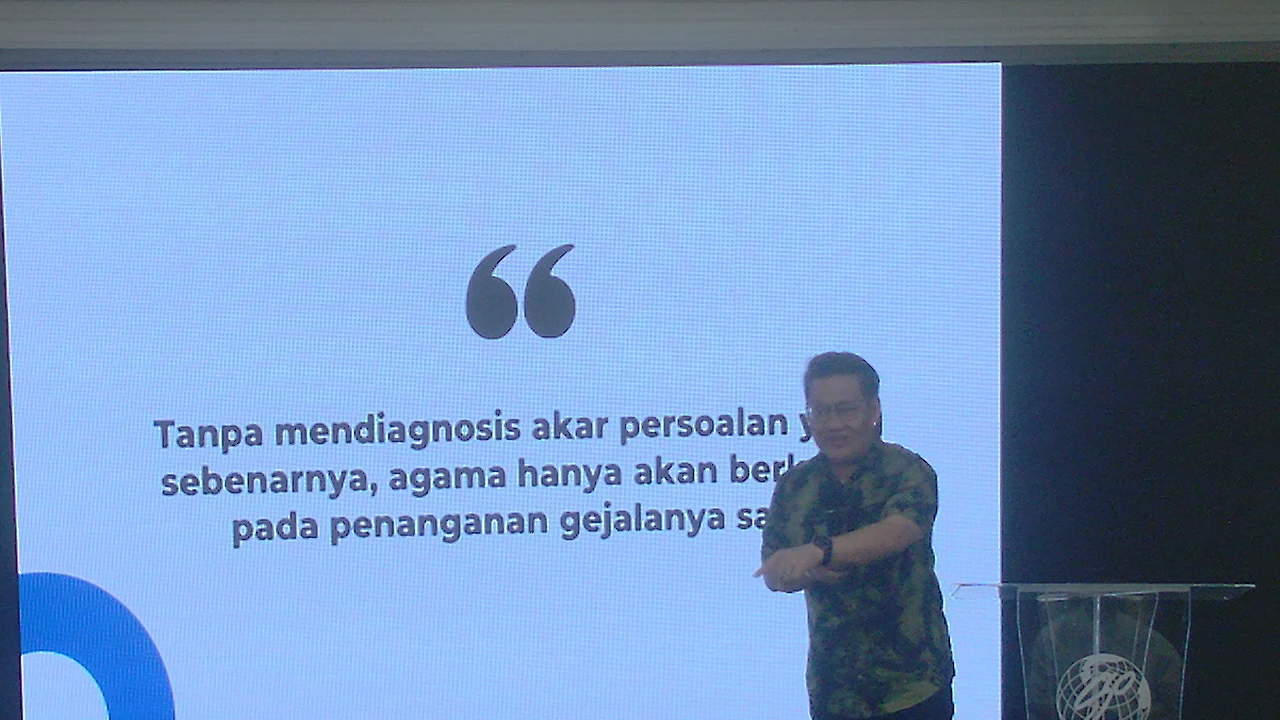 “
Tanpa mendiagnosis akar persoalan
sebenarnya, agama hanya akan
pada penanganan gejalanya